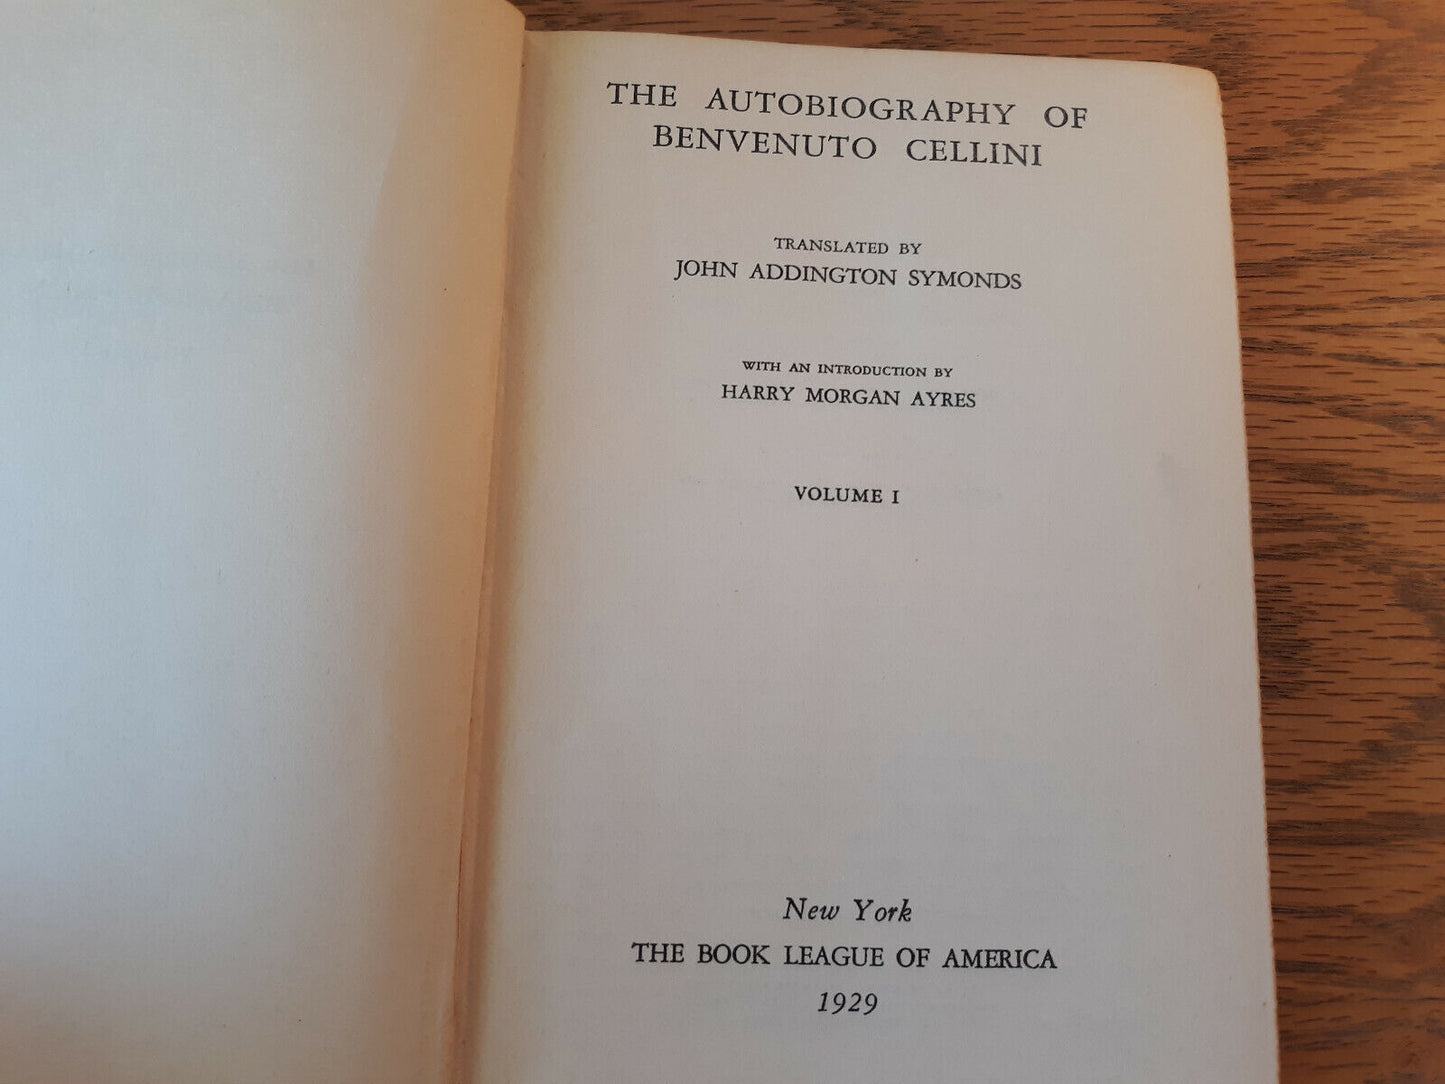 THE AUTOBIOGRAPHY OF
BENVENUTO CELLINI
TRANSLATED BY
JOHN ADDINGTON SYMONDS
WITH AN INTRODUCTION BY
HARRY MORGAN AYRES
VOLUME I
New York
THE BOOK LEAGUE OF AMERICA
1929